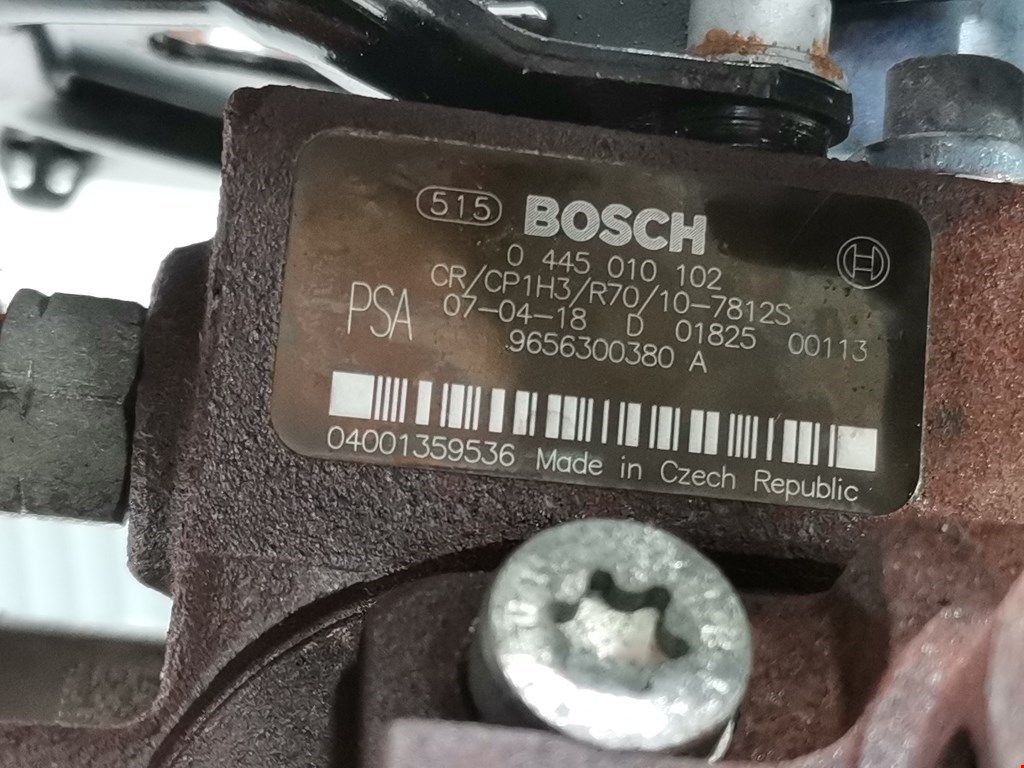 515 BOSCH
0 445 010 102
CR/CP1H3/R70/10-7812S
PSA 07-04-18 D 01825 00113
9656300380 A
04001359536 Made in Czech Republic